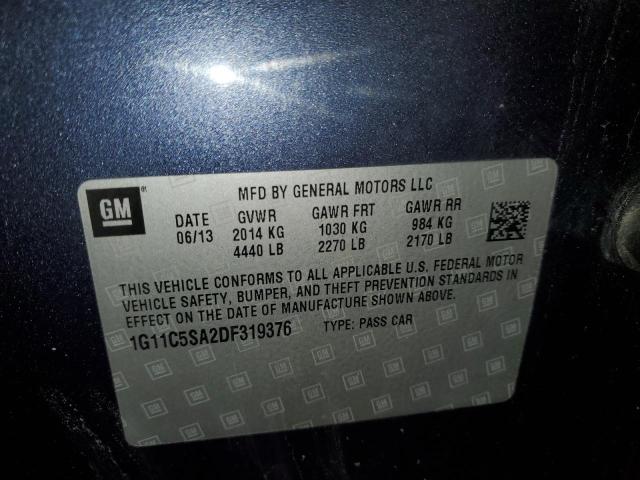 MFD BY GENERAL MOTORS LLC
GM ®
DATE GVWR GAWR FRT GAWR RR
06/13 2014 KG 1030 KG 984 KG
4440 LB 2270 LB 2170 LB
THIS VEHICLE CONFORMS TO ALL APPLICABLE U.S. FEDERAL MOTOR
VEHICLE SAFETY, BUMPER, AND THEFT PREVENTION STANDARDS IN
EFFECT ON THE DATE OF MANUFACTURE SHOWN ABOVE.
1G11C5SA2DF319376 TYPE: PASS CAR